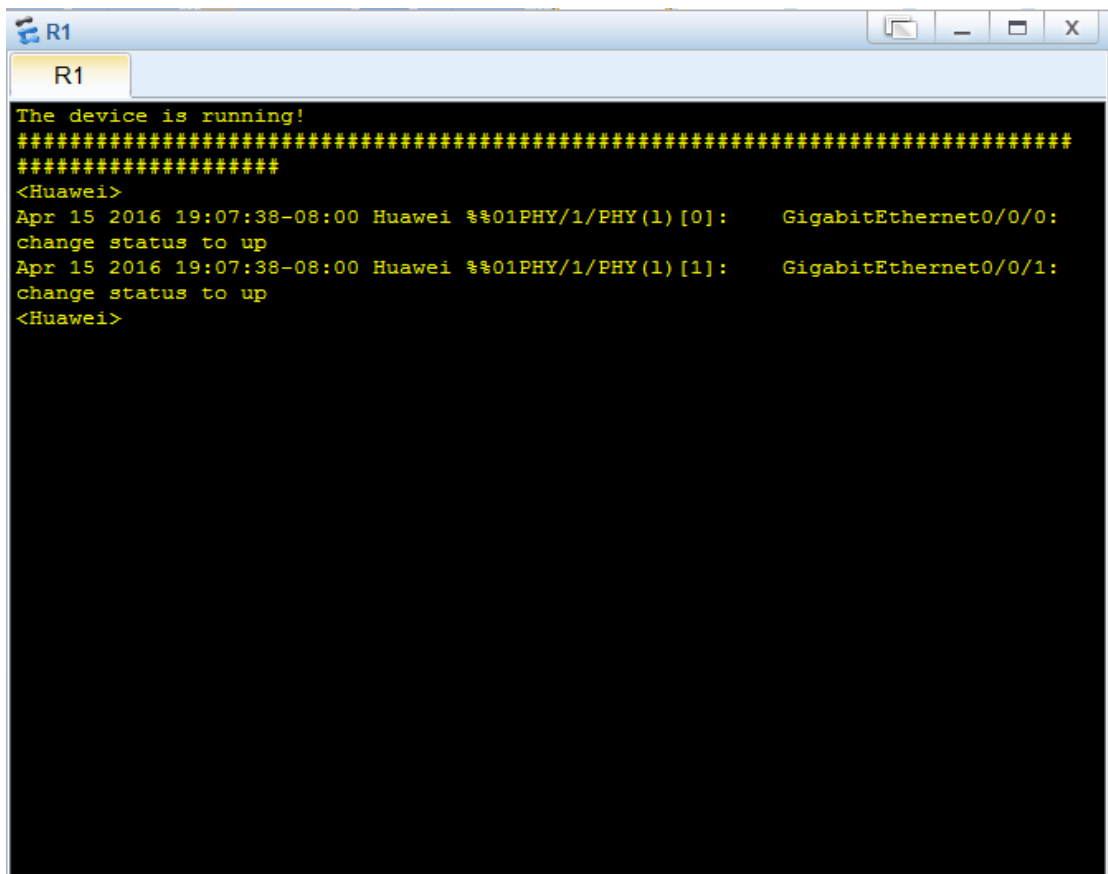 R1
R1
The device is running!
################################################################################
####################
<Huawei>
Apr 15 2016 19:07:38-08:00 Huawei %%01PHY/1/PHY(l)[0]:    GigabitEthernet0/0/0:
change status to up
Apr 15 2016 19:07:38-08:00 Huawei %%01PHY/1/PHY(l)[1]:    GigabitEthernet0/0/1:
change status to up
<Huawei>